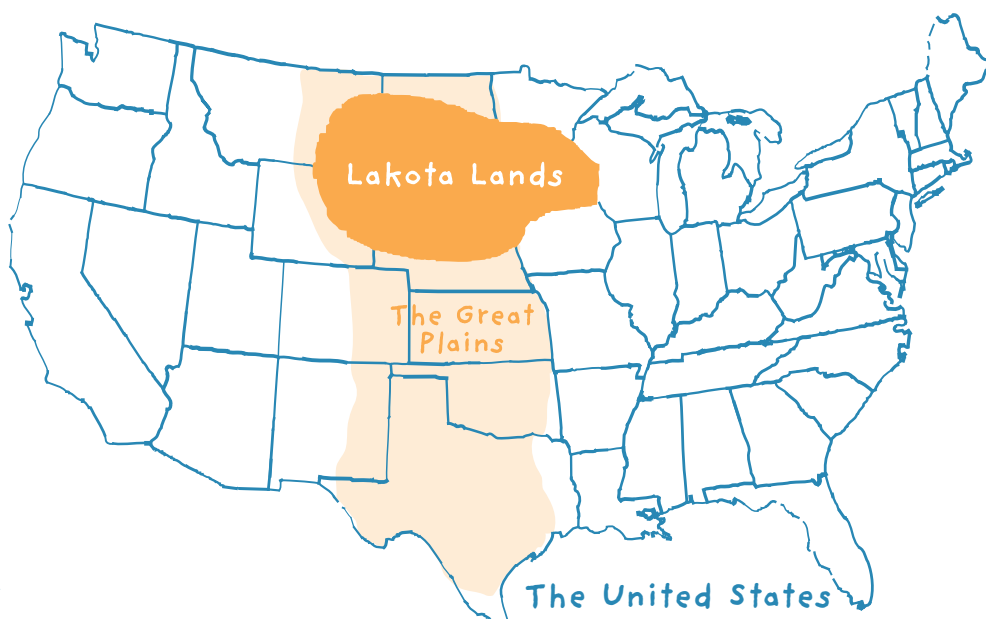 Lakota Lands
The Great
Plains
The United States